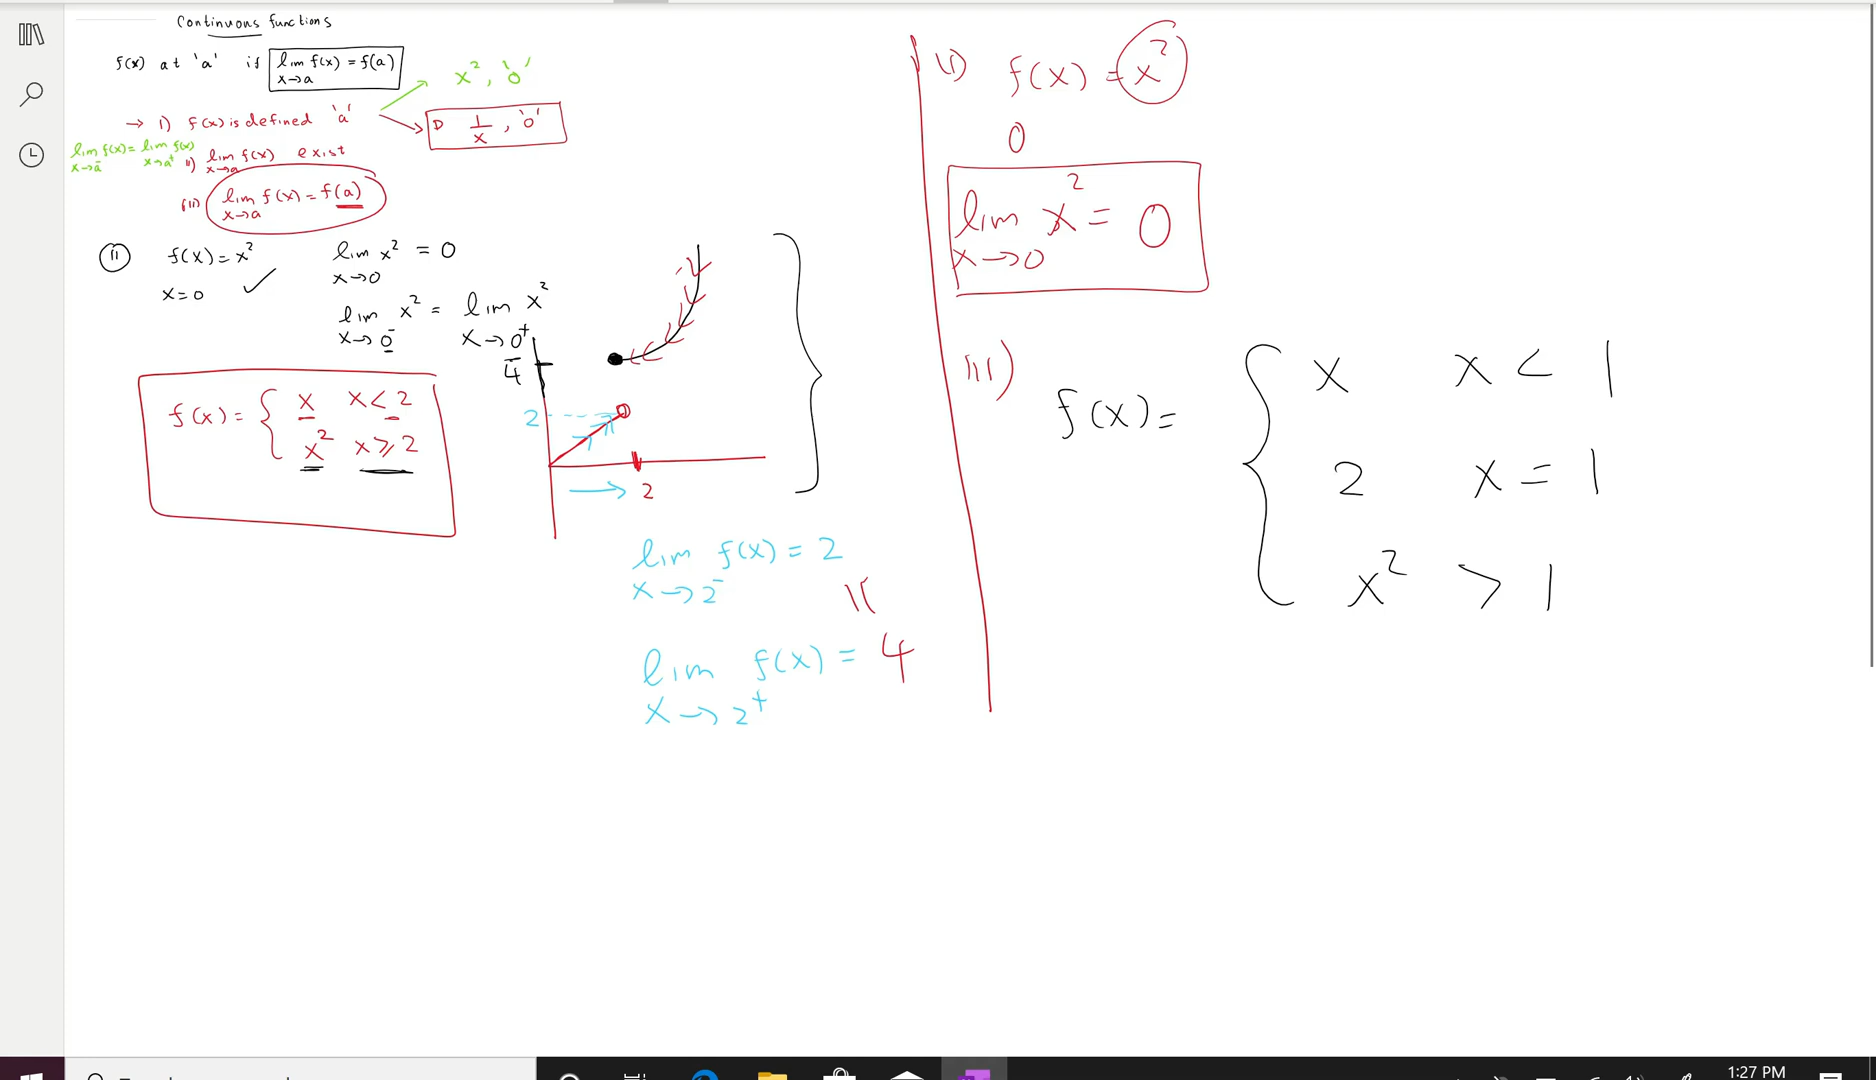 Continuous functions
f(x) at 'a' if lim f(x) = f(a)
x→a
x², '0'
→ i) f(x) is defined 'a'
D 1/x, '0'
lim f(x) = lim f(x)
x→a⁻ x→a⁺
ii) lim f(x) exist
x→a
iii) lim f(x) = f(a)
x→a
ii
f(x) = x² lim x² = 0
x = 0 x→0
lim x² = lim x²
x→0⁻ x→0⁺
f(x) = { x x < 2
x² x ≥ 2
4
2
2
lim f(x) = 2
x→2⁻
lim f(x) = 4
x→2⁺
(i) f(x) = x²
0
lim x² = 0
x→0
iii)
f(x) = { x x < 1
2 x = 1
x² > 1
1:27 PM